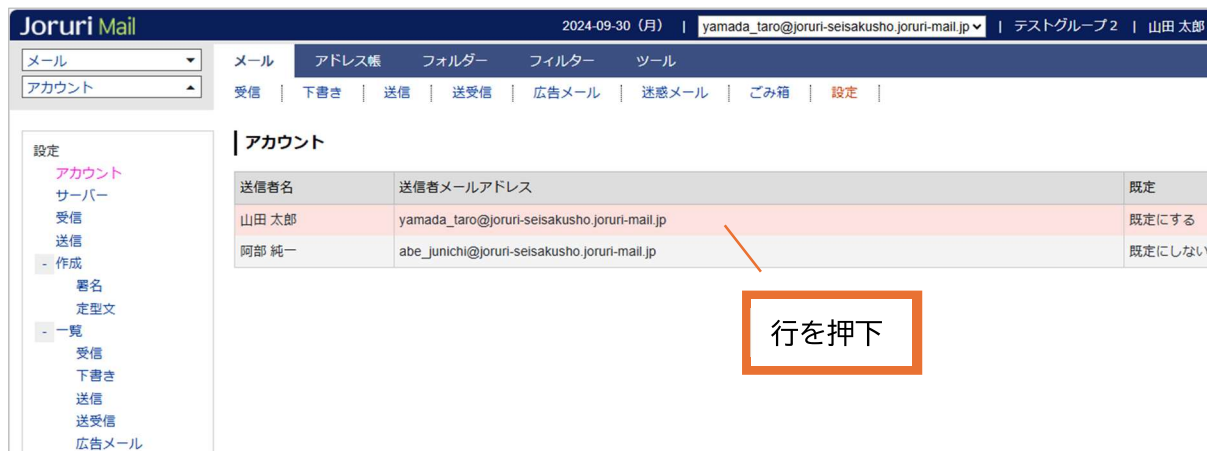 Joruri Mail
2024-09-30（月） | yamada_taro@joruri-seisakusho.joruri-mail.jp | テストグループ２ | 山田 太郎
メール
アカウント
メール アドレス帳 フォルダー フィルター ツール
受信 下書き 送信 送受信 広告メール 迷惑メール ごみ箱 設定
設定
アカウント
サーバー
受信
送信
- 作成
署名
定型文
- 一覧
受信
下書き
送信
送受信
広告メール
アカウント
送信者名 送信者メールアドレス 既定
山田 太郎 yamada_taro@joruri-seisakusho.joruri-mail.jp 既定にする
阿部 純一 abe_junichi@joruri-seisakusho.joruri-mail.jp 既定にしない
行を押下